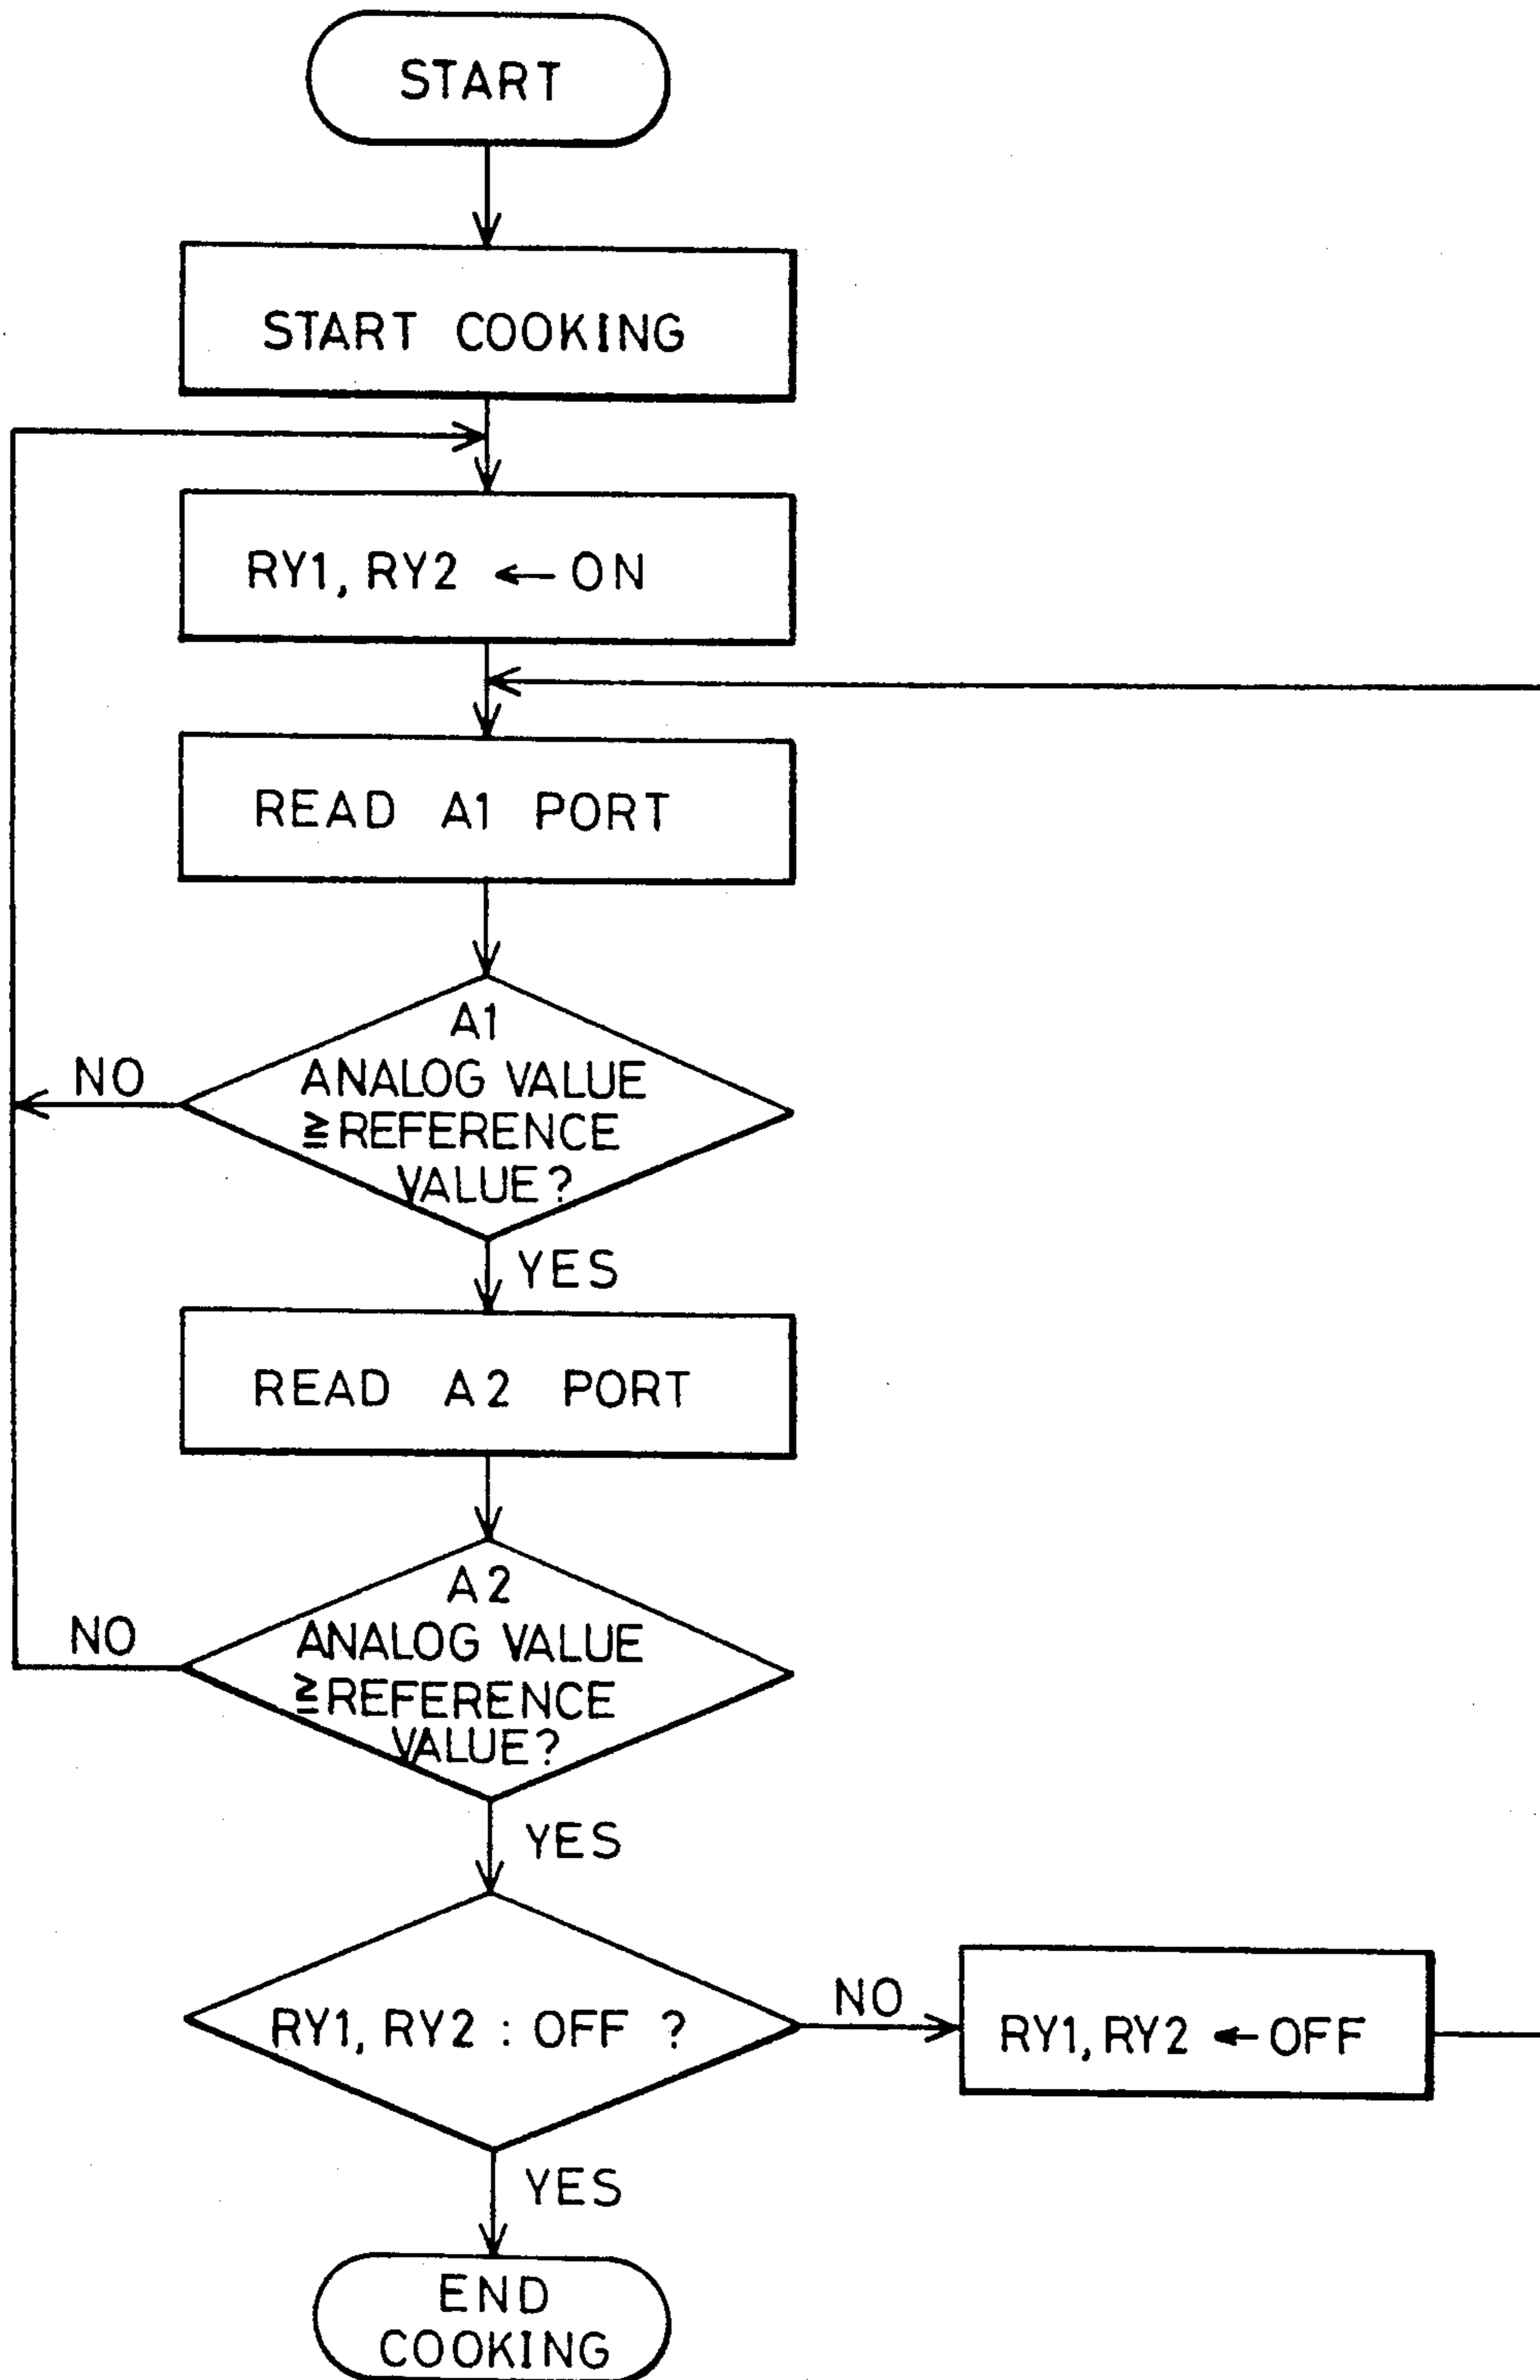 START
START COOKING
RY1, RY2 ← ON
READ A1 PORT
A1
ANALOG VALUE
≧REFERENCE
VALUE?
NO
YES
READ A2 PORT
A2
ANALOG VALUE
≧REFERENCE
VALUE?
NO
YES
RY1, RY2 : OFF ?
NO
RY1, RY2 ← OFF
YES
END
COOKING